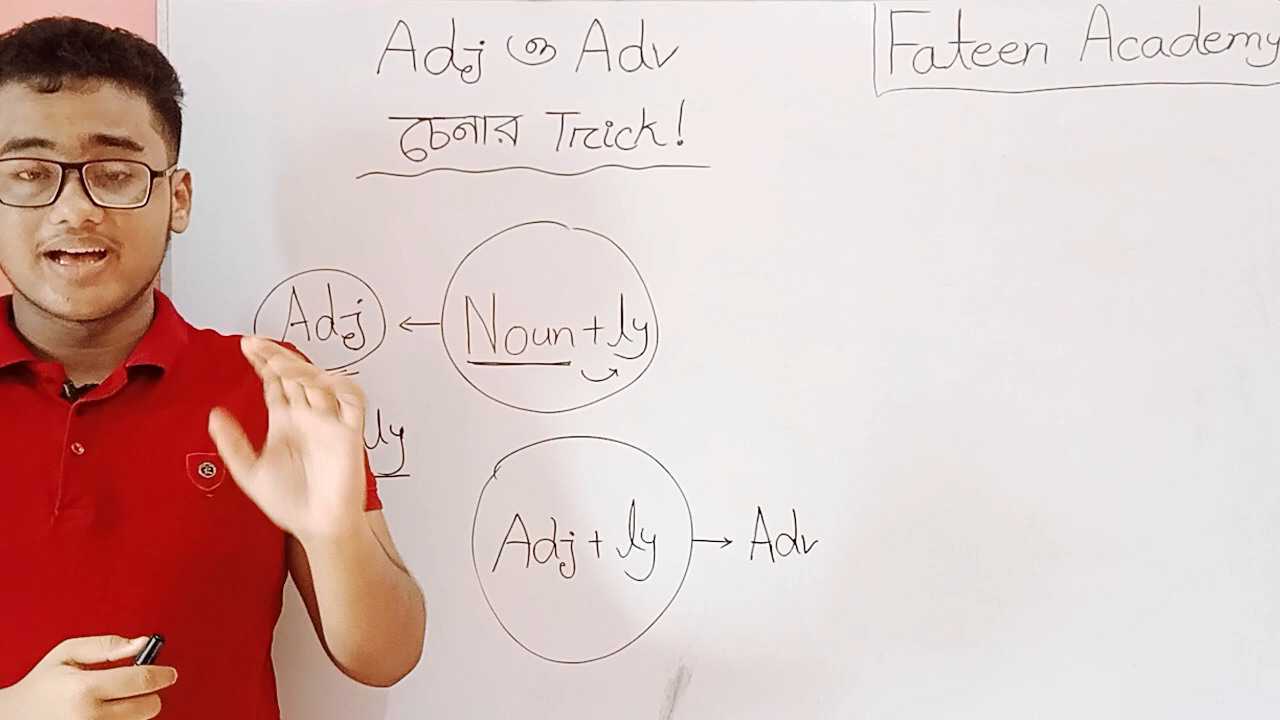 Adj ও Adv
চেনার Trick!
Fateen Academy
Adj ← Noun + ly
ly
Adj + ly → Adv